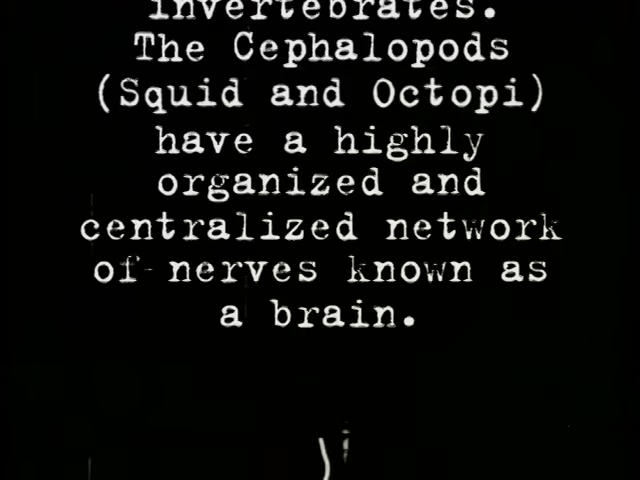 invertebrates.
The Cephalopods
(Squid and Octopi)
have a highly
organized and
centralized network
of nerves known as
a brain.